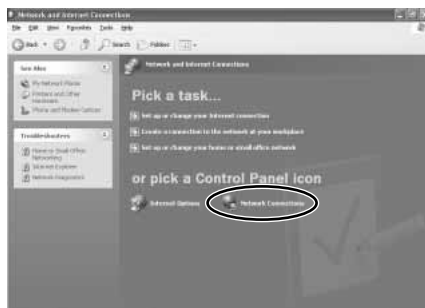 Network and Internet Connections
File Edit View Favorites Tools Help
Back Search Folders
See Also
My Network Places
Printers and Other Hardware
Phone and Modem Options
Troubleshooters
Home or Small Office Networking
Internet Explorer
Network Diagnostics
Network and Internet Connections
Pick a task...
Set up or change your Internet connection
Create a connection to the network at your workplace
Set up or change your home or small office network
or pick a Control Panel icon
Internet Options
Network Connections